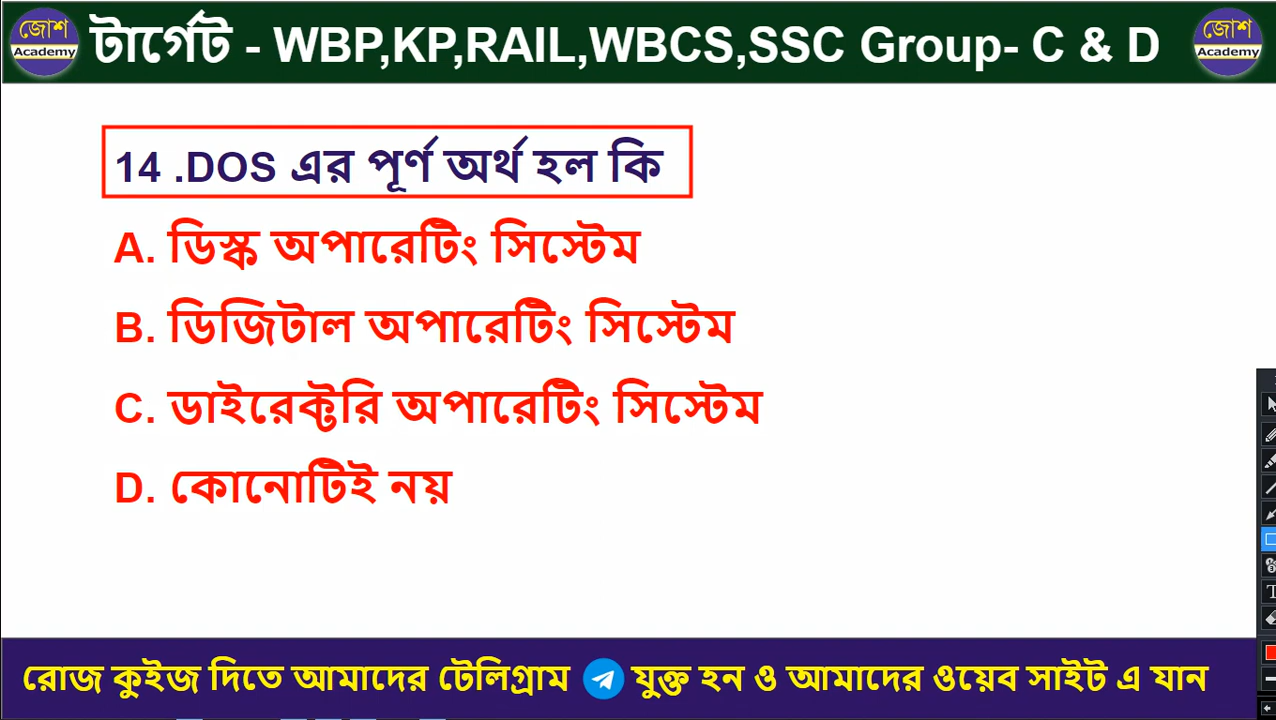 জোশ Academy টার্গেট - WBP,KP,RAIL,WBCS,SSC Group- C & D জোশ Academy
14 .DOS এর পূর্ণ অর্থ হল কি
A. ডিস্ক অপারেটিং সিস্টেম
B. ডিজিটাল অপারেটিং সিস্টেম
C. ডাইরেক্টরি অপারেটিং সিস্টেম
D. কোনোটিই নয়
রোজ কুইজ দিতে আমাদের টেলিগ্রাম যুক্ত হন ও আমাদের ওয়েব সাইট এ যান